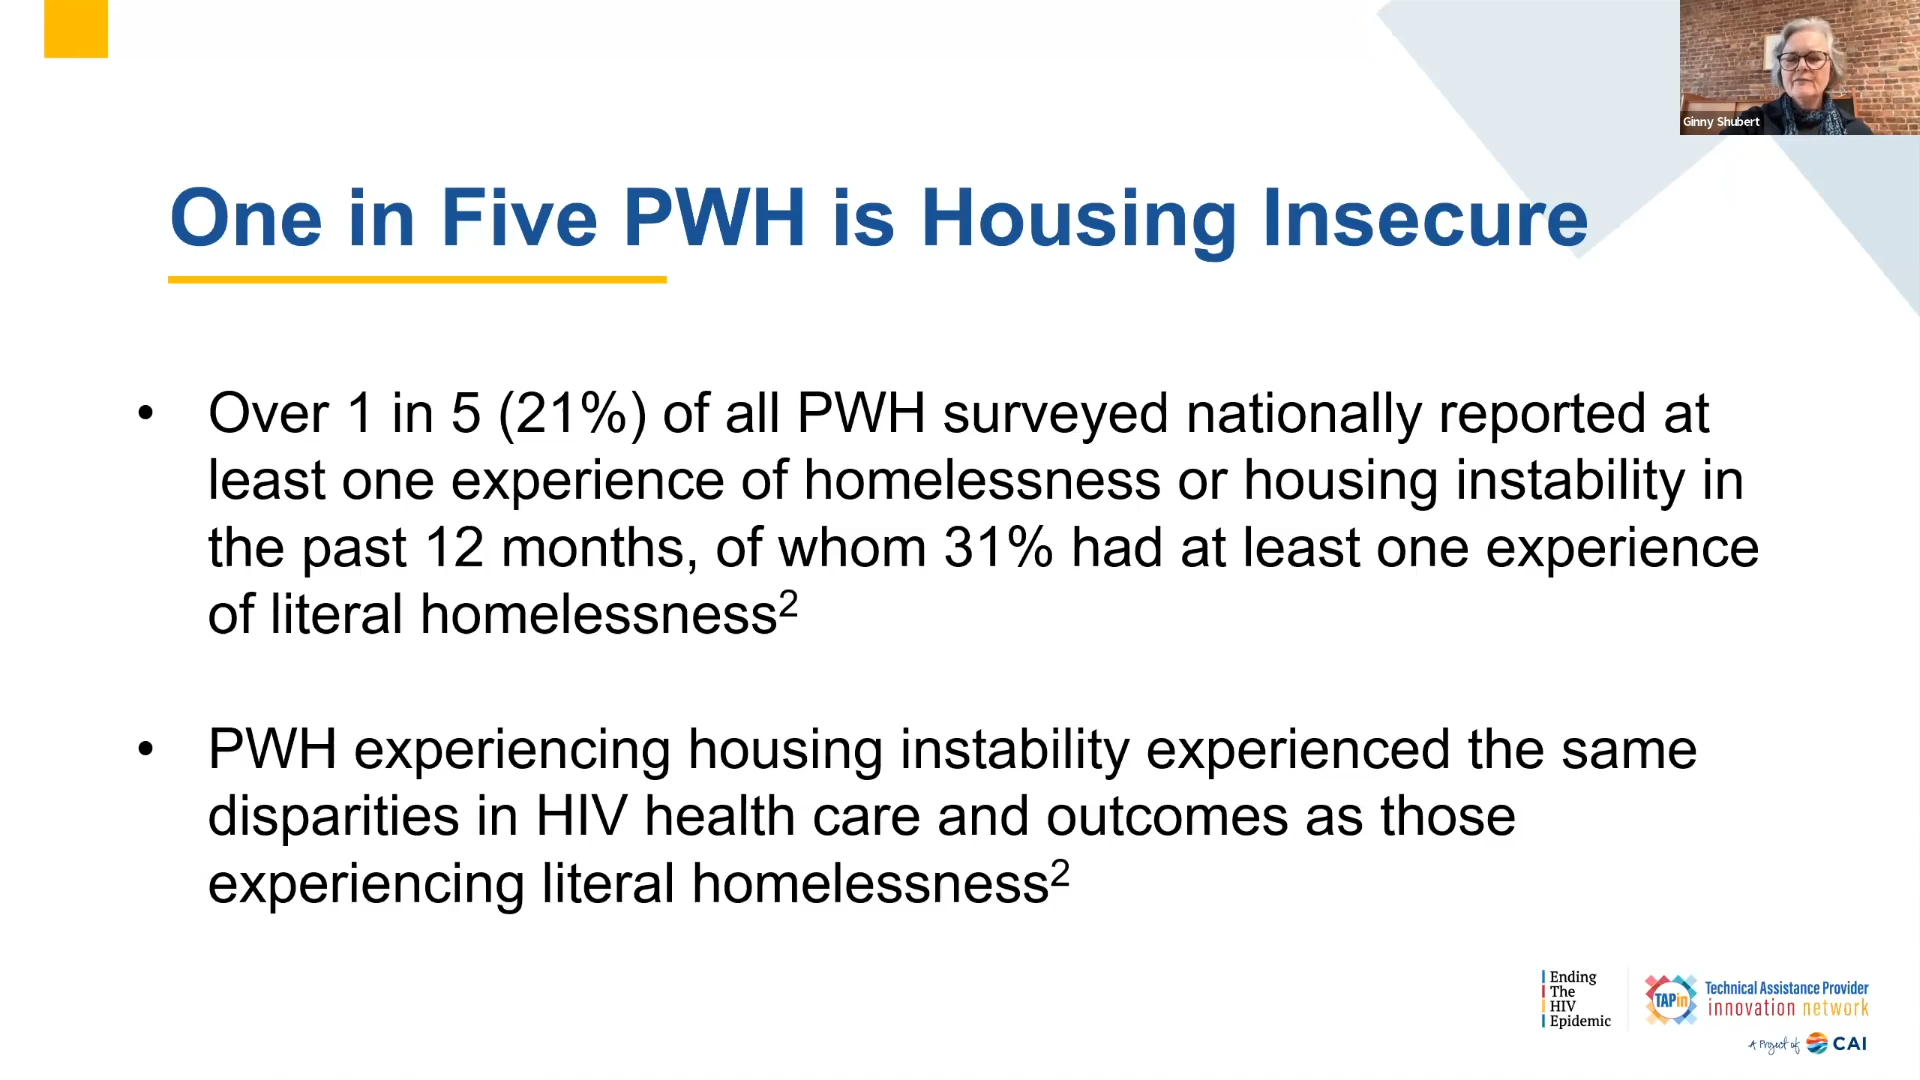 Ginny Shubert
One in Five PWH is Housing Insecure
• Over 1 in 5 (21%) of all PWH surveyed nationally reported at
least one experience of homelessness or housing instability in
the past 12 months, of whom 31% had at least one experience
of literal homelessness²
• PWH experiencing housing instability experienced the same
disparities in HIV health care and outcomes as those
experiencing literal homelessness²
Ending
The
HIV
Epidemic
TAPin
Technical Assistance Provider
innovation network
A Project of CAI